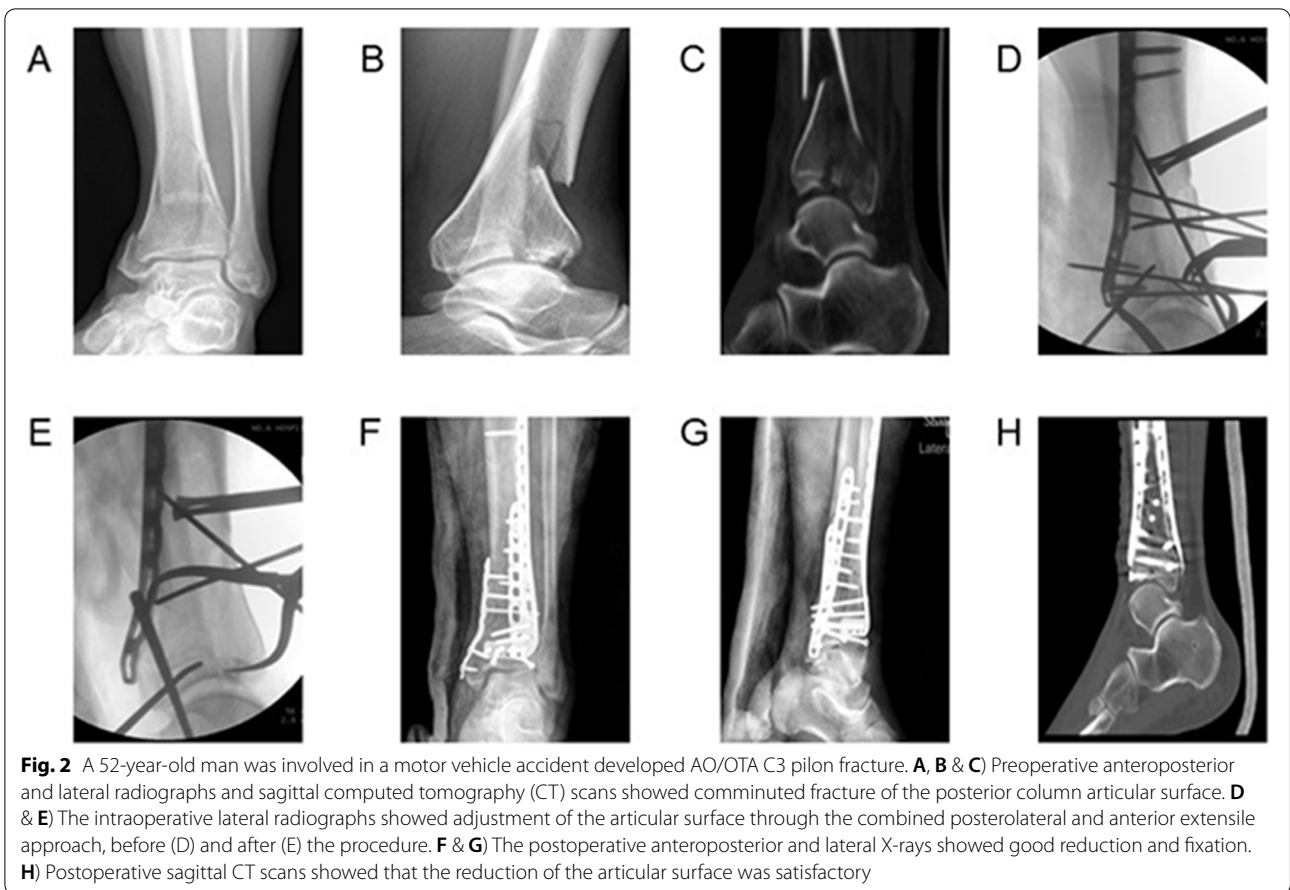 A
B
C
D
E
F
G
H
Fig. 2 A 52-year-old man was involved in a motor vehicle accident developed AO/OTA C3 pilon fracture. A, B & C) Preoperative anteroposterior
and lateral radiographs and sagittal computed tomography (CT) scans showed comminuted fracture of the posterior column articular surface. D
& E) The intraoperative lateral radiographs showed adjustment of the articular surface through the combined posterolateral and anterior extensile
approach, before (D) and after (E) the procedure. F & G) The postoperative anteroposterior and lateral X-rays showed good reduction and fixation.
H) Postoperative sagittal CT scans showed that the reduction of the articular surface was satisfactory